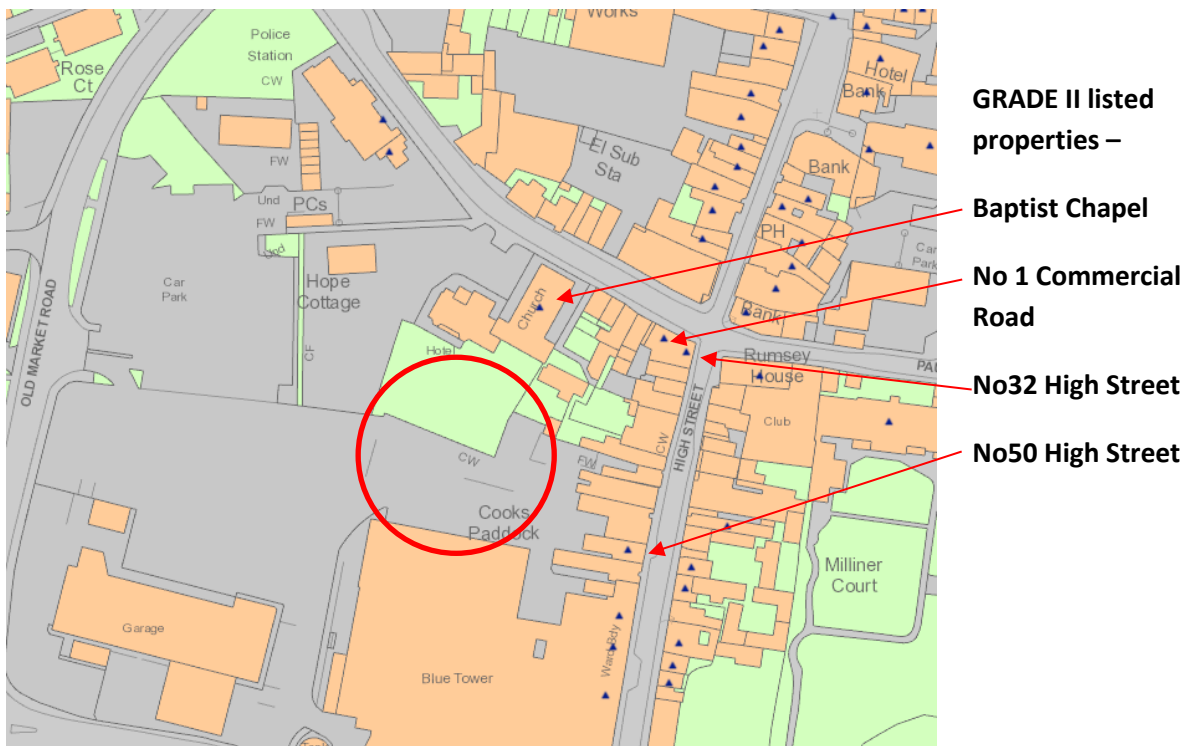 Works
Police
Station
CW
Rose
Ct
Hotel
Bank
El Sub
Sta
Bank
FW
Und
PCs
FW
Und
PH
Car
Park
Hope
Cottage
Car
Park
Church
Bank
Hotel
CF
OLD MARKET ROAD
Rumsey
House
PAU
HIGH STREET
CW
Club
CW
FW
Cooks
Paddock
Milliner
Court
Garage
Ward Bdy
Blue Tower
GRADE II listed
properties –
Baptist Chapel
No 1 Commercial
Road
No32 High Street
No50 High Street